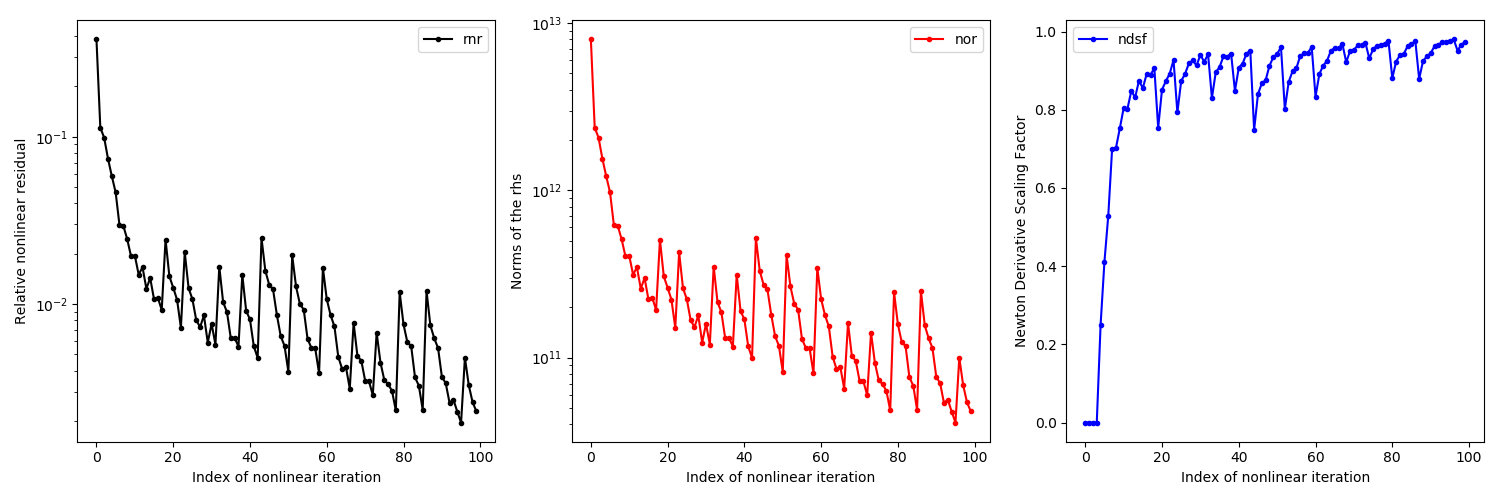 Relative nonlinear residual
10⁻¹
10⁻²
0 20 40 60 80 100
Index of nonlinear iteration
rnr
Norms of the rhs
10¹³
10¹²
10¹¹
0 20 40 60 80 100
Index of nonlinear iteration
nor
Newton Derivative Scaling Factor
1.0
0.8
0.6
0.4
0.2
0.0
0 20 40 60 80 100
Index of nonlinear iteration
ndsf